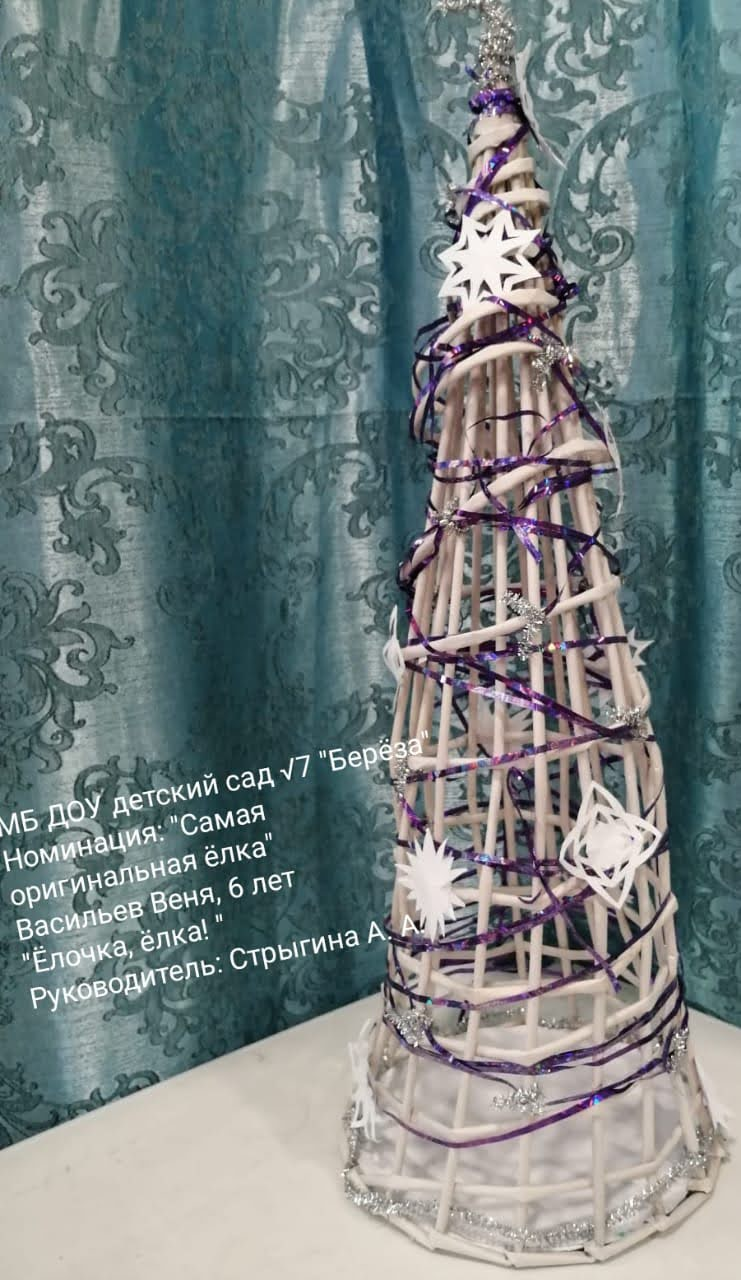 МБ ДОУ детский сад √7 "Берёза"
Номинация: "Самая
оригинальная ёлка"
Васильев Веня, 6 лет
"Ёлочка, ёлка! "
Руководитель: Стрыгина А. А.